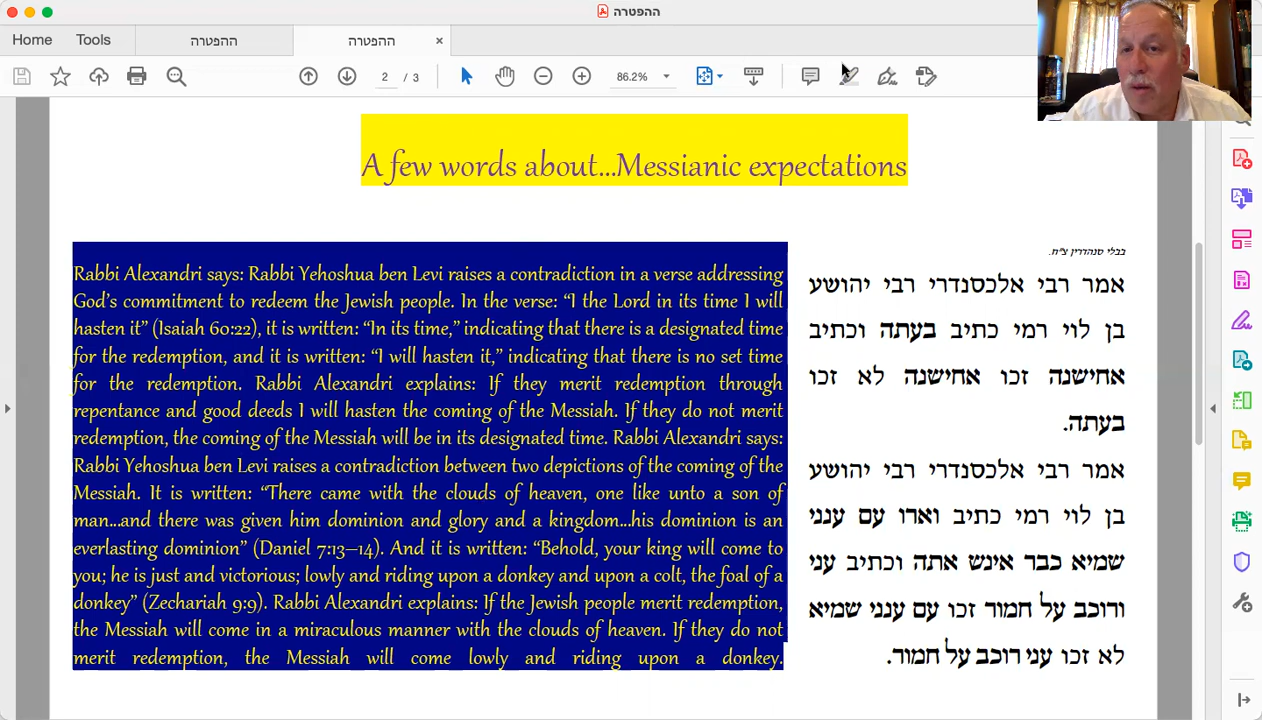 ההפטרה
Home
Tools
ההפטרה
ההפטרה
×
2 / 3
86.2%
A few words about...Messianic expectations
Rabbi Alexandri says: Rabbi Yehoshua ben Levi raises a contradiction in a verse addressing
God's commitment to redeem the Jewish people. In the verse: “I the Lord in its time I will
hasten it” (Isaiah 60:22), it is written: “In its time,” indicating that there is a designated time
for the redemption, and it is written: “I will hasten it,” indicating that there is no set time
for the redemption. Rabbi Alexandri explains: If they merit redemption through
repentance and good deeds I will hasten the coming of the Messiah. If they do not merit
redemption, the coming of the Messiah will be in its designated time. Rabbi Alexandri says:
Rabbi Yehoshua ben Levi raises a contradiction between two depictions of the coming of the
Messiah. It is written: “There came with the clouds of heaven, one like unto a son of
man...and there was given him dominion and glory and a kingdom...his dominion is an
everlasting dominion” (Daniel 7:13–14). And it is written: “Behold, your king will come to
you; he is just and victorious; lowly and riding upon a donkey and upon a colt, the foal of a
donkey” (Zechariah 9:9). Rabbi Alexandri explains: If the Jewish people merit redemption,
the Messiah will come in a miraculous manner with the clouds of heaven. If they do not
merit redemption, the Messiah will come lowly and riding upon a donkey.
בבלי סנהדרין צ״ח.
אמר רבי אלכסנדרי רבי יהושע
בן לוי רמי כתיב בעתה וכתיב
אחישנה זכו אחישנה לא זכו
בעתה.
אמר רבי אלכסנדרי רבי יהושע
בן לוי רמי כתיב וארו עם ענני
שמיא כבר אינש אתה וכתיב עני
ורוכב על חמור זכו עם ענני שמיא
לא זכו עני רוכב על חמור.